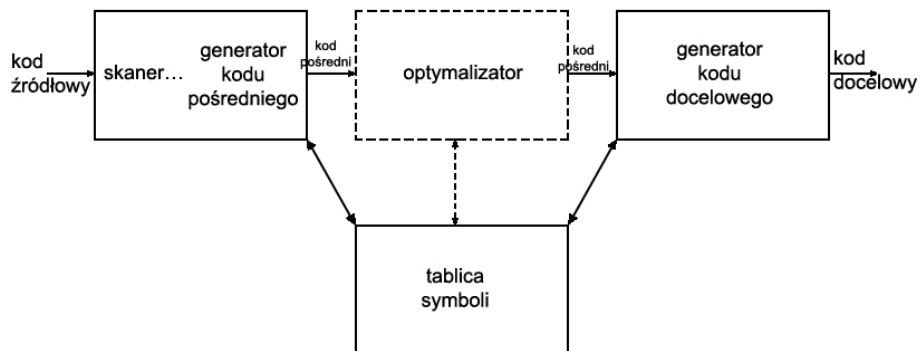 kod
źródłowy
skaner...
generator
kodu
pośredniego
kod
pośredni
optymalizator
kod
pośredni
generator
kodu
docelowego
kod
docelowy
tablica
symboli